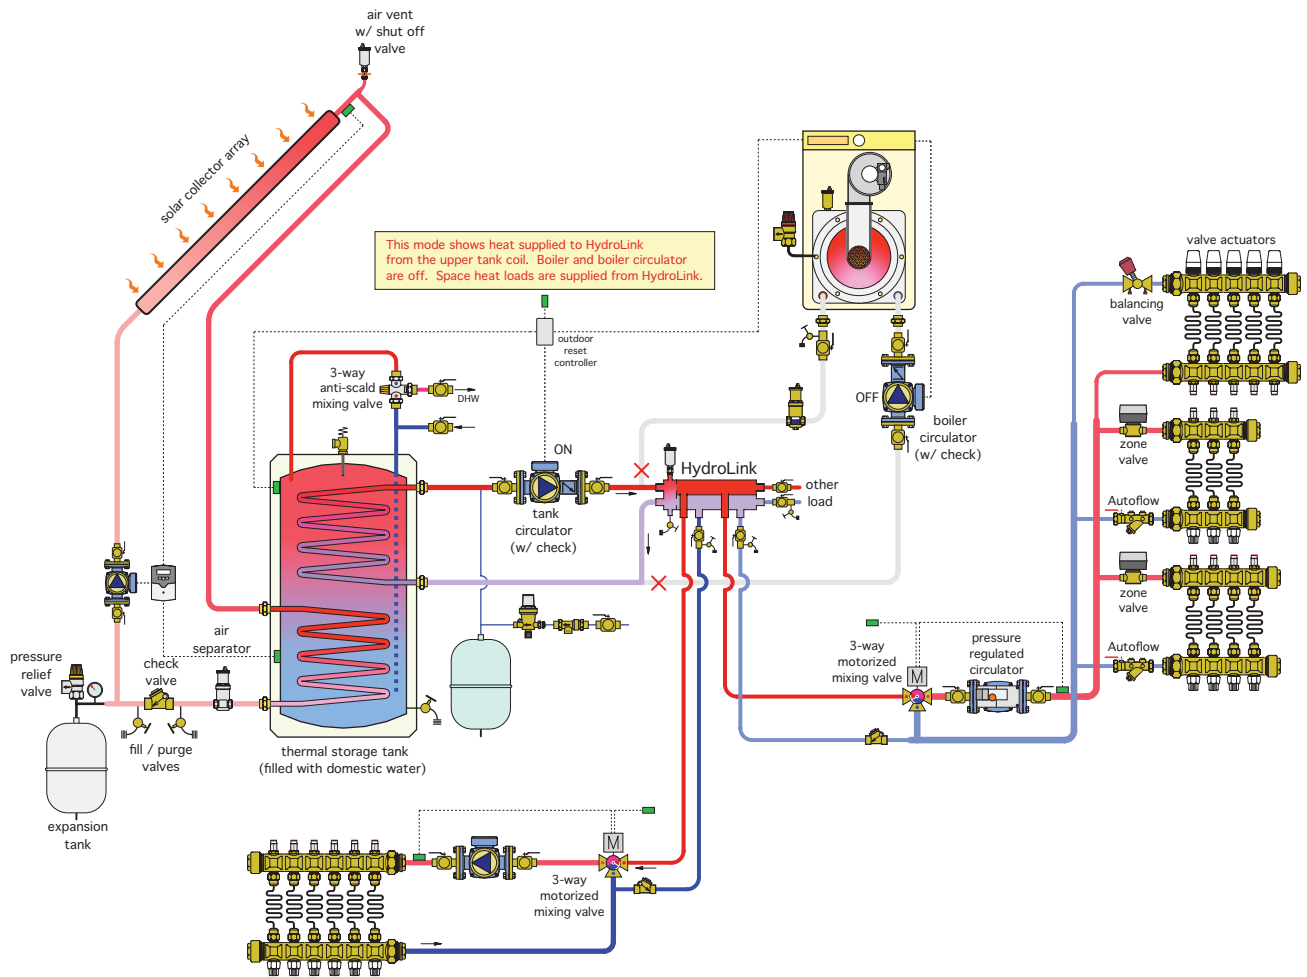 air vent
w/ shut off
valve
solar collector array
This mode shows heat supplied to HydroLink
from the upper tank coil.  Boiler and boiler circulator
are off.  Space heat loads are supplied from HydroLink.
valve actuators
balancing
valve
outdoor
reset
controller
3-way
anti-scald
mixing valve
DHW
OFF
boiler
circulator
(w/ check)
zone
valve
ON
HydroLink
other
load
tank
circulator
(w/ check)
Autoflow
zone
valve
air
separator
check
valve
pressure
relief
valve
3-way
motorized
mixing valve
M
pressure
regulated
circulator
Autoflow
fill / purge
valves
thermal storage tank
(filled with domestic water)
expansion
tank
M
3-way
motorized
mixing valve